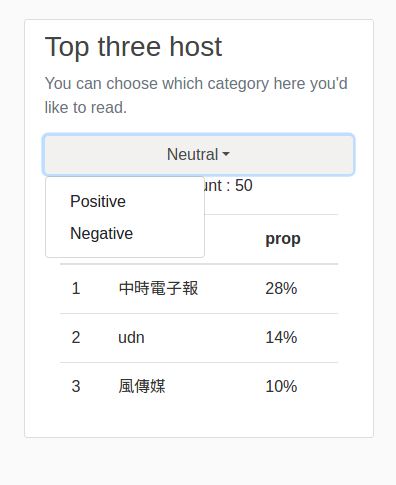 Top three host
You can choose which category here you'd
like to read.
Neutral
: 50
Positive
Negative
prop
1 中時電子報 28%
2 udn 14%
3 風傳媒 10%